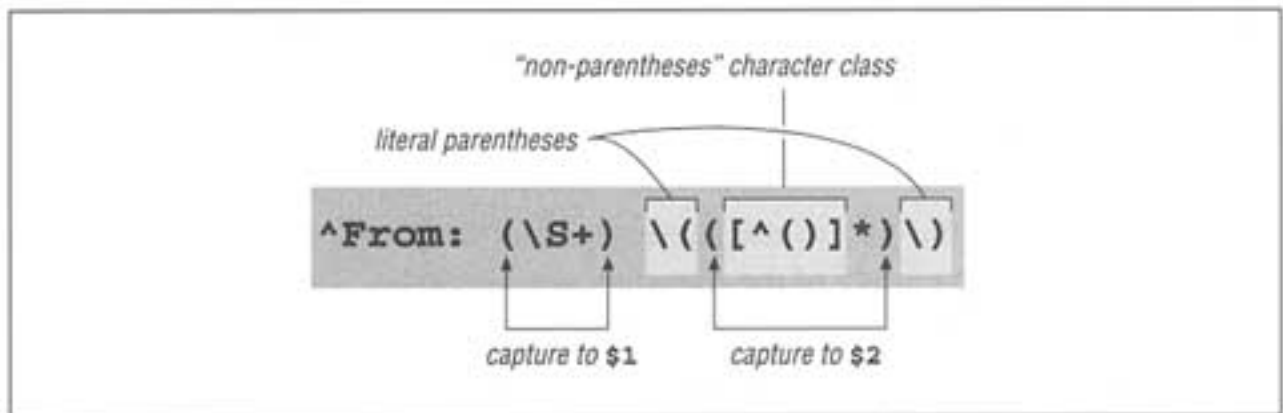 "non-parentheses" character class
literal parentheses
^From: (\S+) \(([^()]*)\)
capture to $1 capture to $2